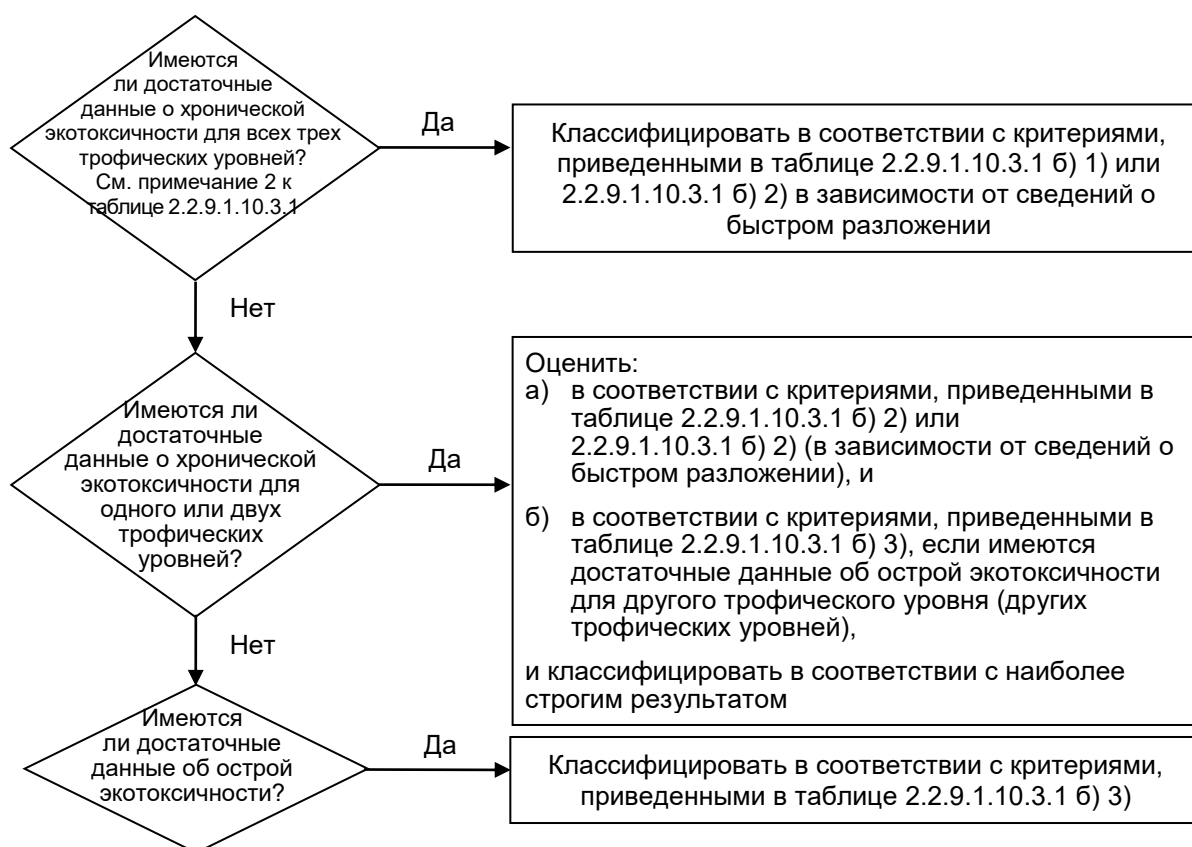 Имеются
ли достаточные
данные о хронической
экотоксичности для всех трех
трофических уровней?
См. примечание 2 к
таблице 2.2.9.1.10.3.1
Да
Классифицировать в соответствии с критериями,
приведенными в таблице 2.2.9.1.10.3.1 б) 1) или
2.2.9.1.10.3.1 б) 2) в зависимости от сведений о
быстром разложении
Нет
Имеются ли
достаточные
данные о хронической
экотоксичности для
одного или двух
трофических
уровней?
Да
Оценить:
а) в соответствии с критериями, приведенными в
таблице 2.2.9.1.10.3.1 б) 2) или
2.2.9.1.10.3.1 б) 2) (в зависимости от сведений о
быстром разложении), и
б) в соответствии с критериями, приведенными в
таблице 2.2.9.1.10.3.1 б) 3), если имеются
достаточные данные об острой экотоксичности
для другого трофического уровня (других
трофических уровней),
и классифицировать в соответствии с наиболее
строгим результатом
Нет
Имеются
ли достаточные
данные об острой
экотоксичности?
Да
Классифицировать в соответствии с критериями,
приведенными в таблице 2.2.9.1.10.3.1 б) 3)